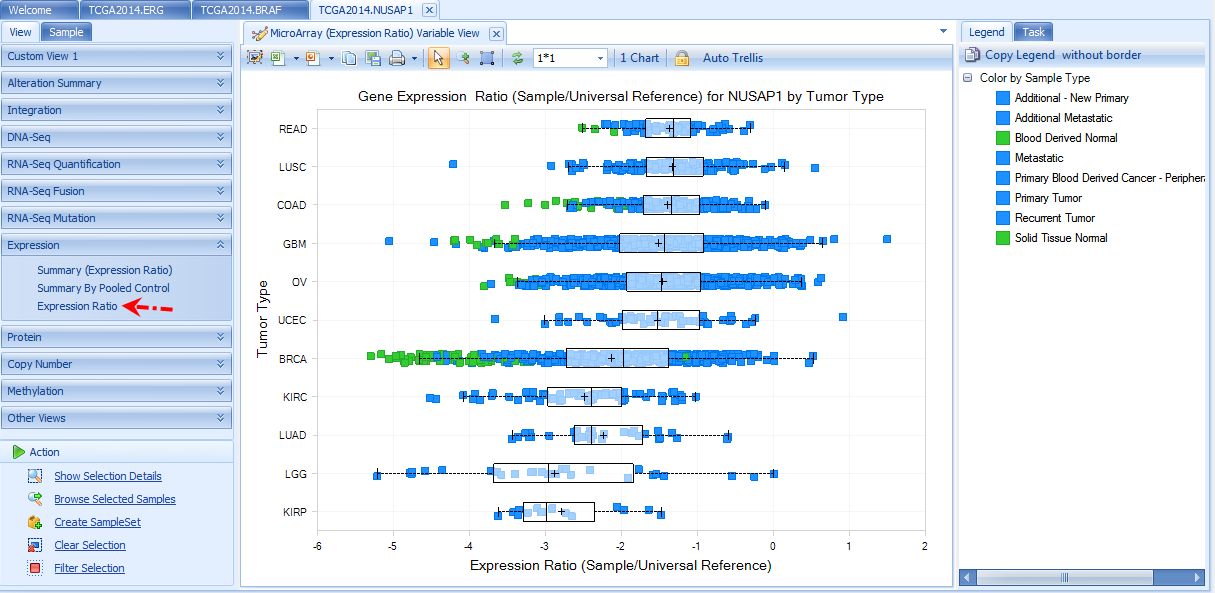 Welcome
TCGA2014.ERG
TCGA2014.BRAF
TCGA2014.NUSAP1
View
Sample
Custom View 1
Alteration Summary
Integration
DNA-Seq
RNA-Seq Quantification
RNA-Seq Fusion
RNA-Seq Mutation
Expression
Summary (Expression Ratio)
Summary By Pooled Control
Expression Ratio
Protein
Copy Number
Methylation
Other Views
Action
Show Selection Details
Browse Selected Samples
Create SampleSet
Clear Selection
Filter Selection
MicroArray (Expression Ratio) Variable View
1*1
1 Chart
Auto Trellis
Gene Expression Ratio (Sample/Universal Reference) for NUSAP1 by Tumor Type
Tumor Type
READ
LUSC
COAD
GBM
OV
UCEC
BRCA
KIRC
LUAD
LGG
KIRP
-6 -5 -4 -3 -2 -1 0 1 2
Expression Ratio (Sample/Universal Reference)
Legend
Task
Copy Legend without border
Color by Sample Type
Additional - New Primary
Additional Metastatic
Blood Derived Normal
Metastatic
Primary Blood Derived Cancer - Periphera
Primary Tumor
Recurrent Tumor
Solid Tissue Normal